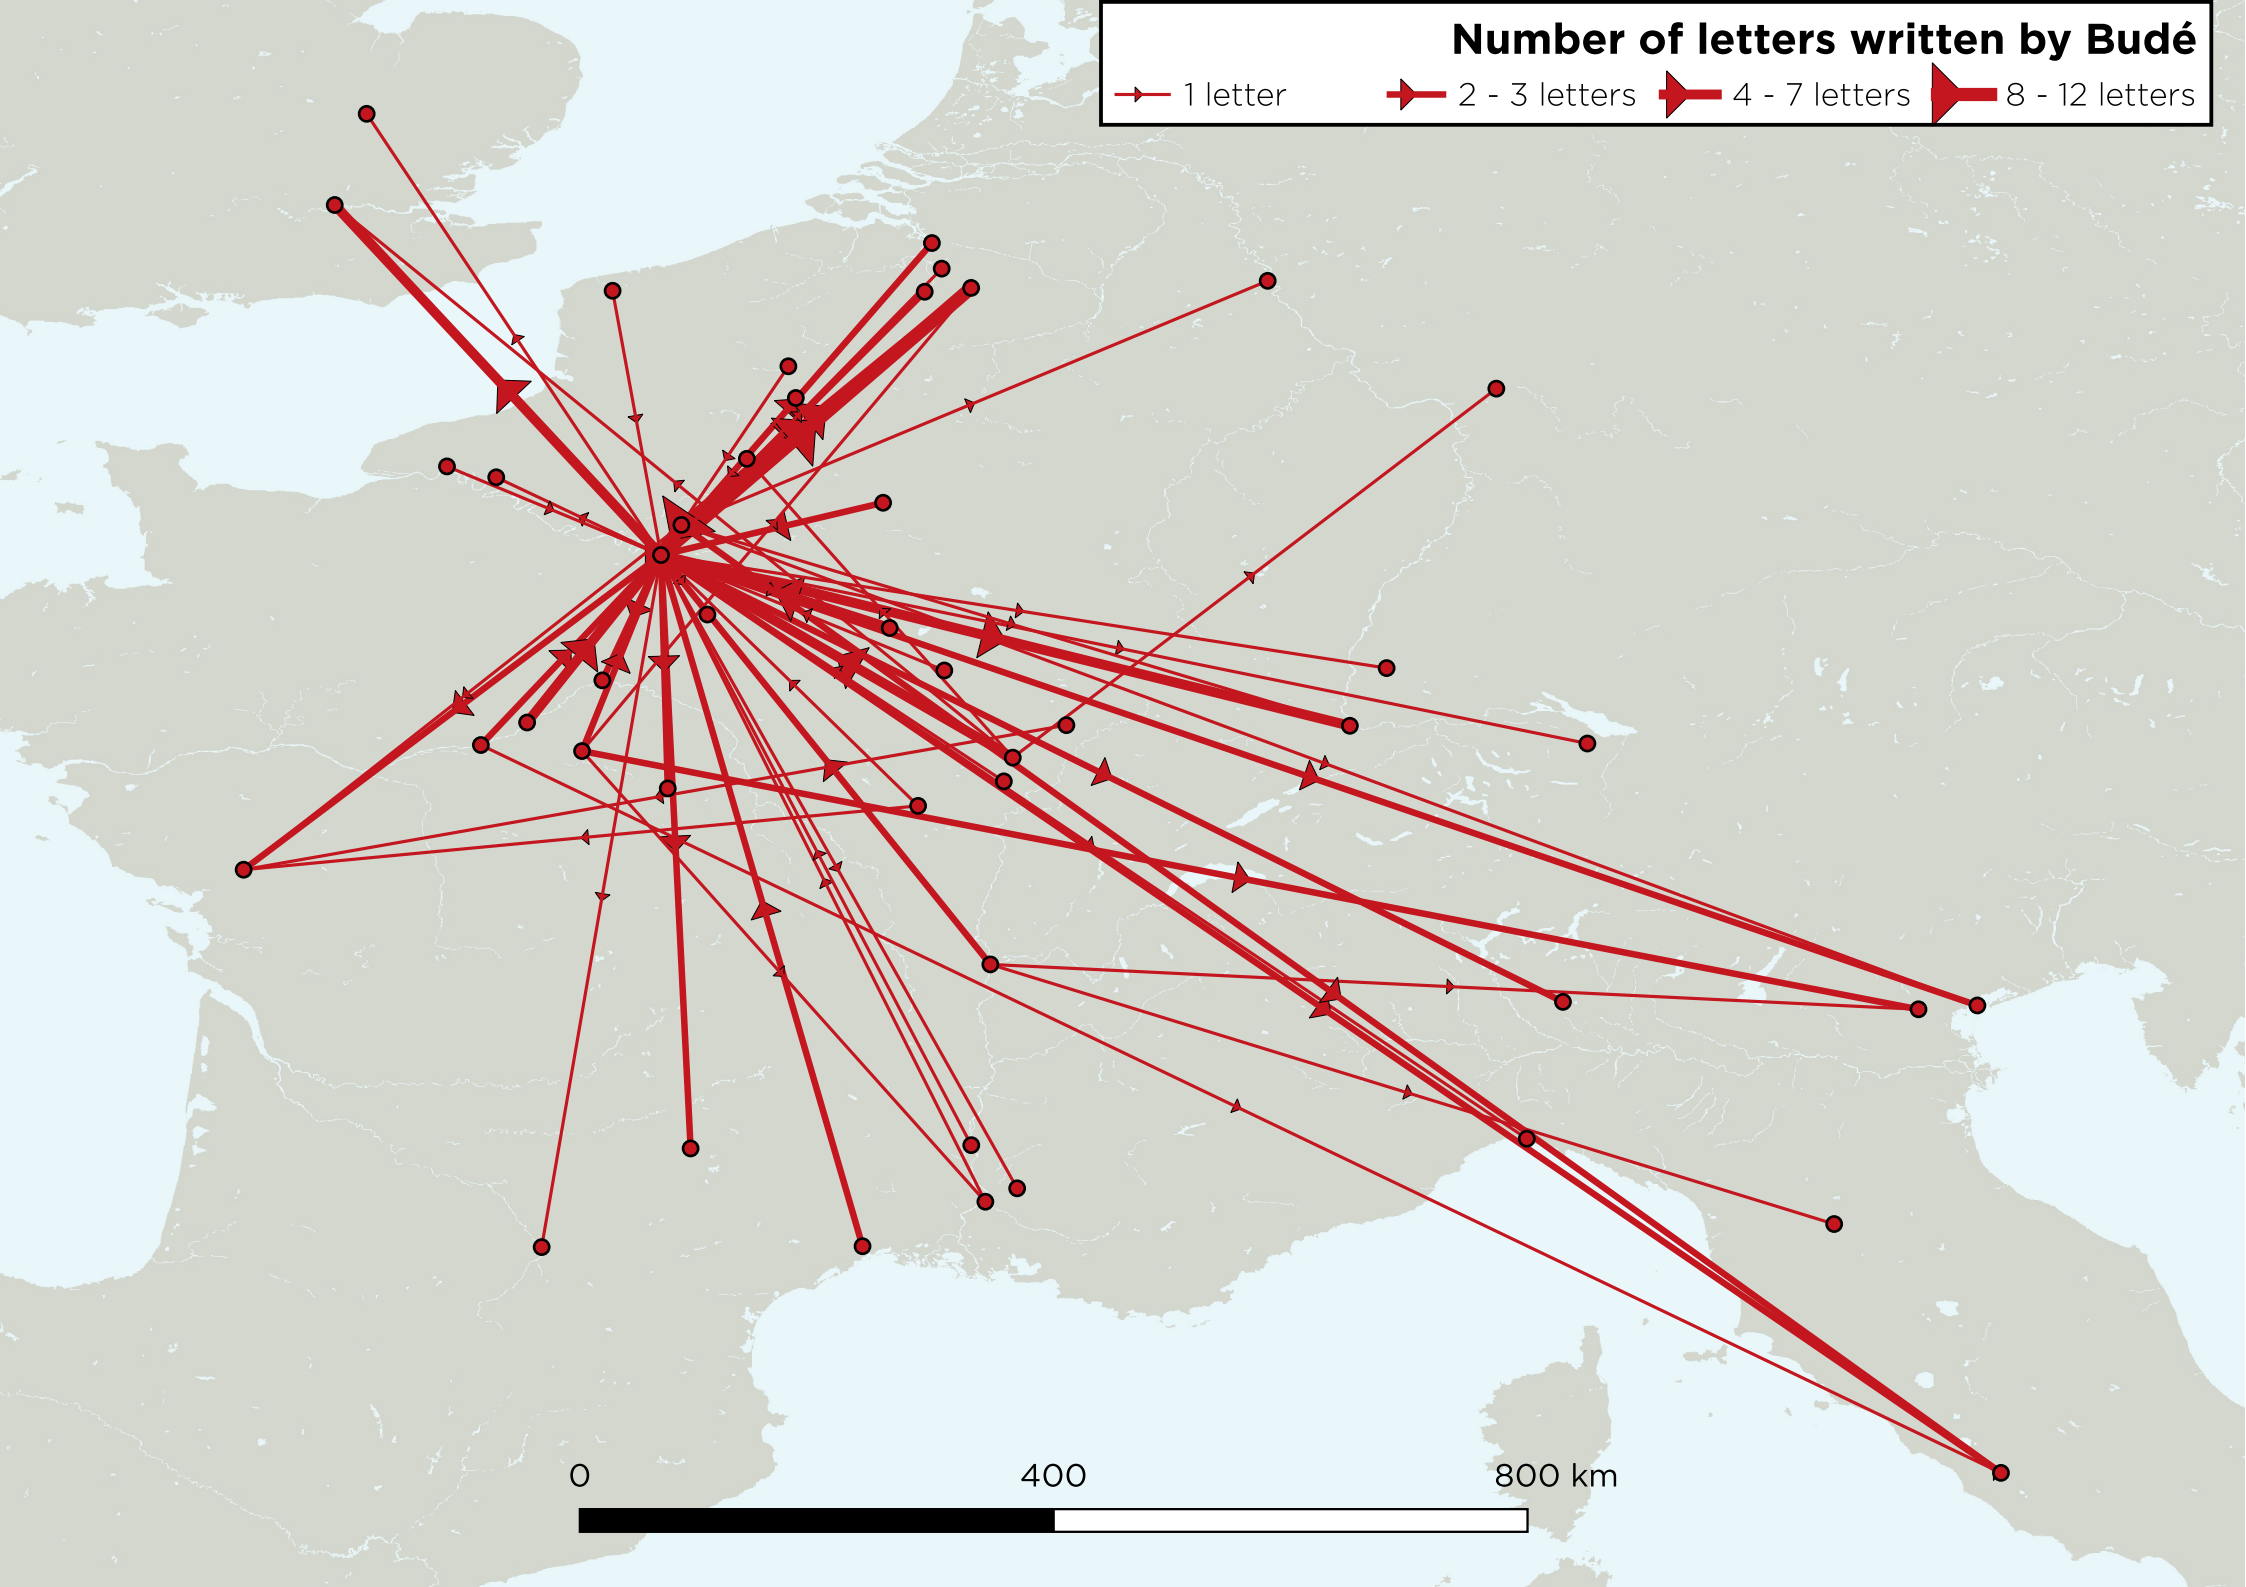 Number of letters written by Budé
1 letter 2 - 3 letters 4 - 7 letters 8 - 12 letters
0 400 800 km